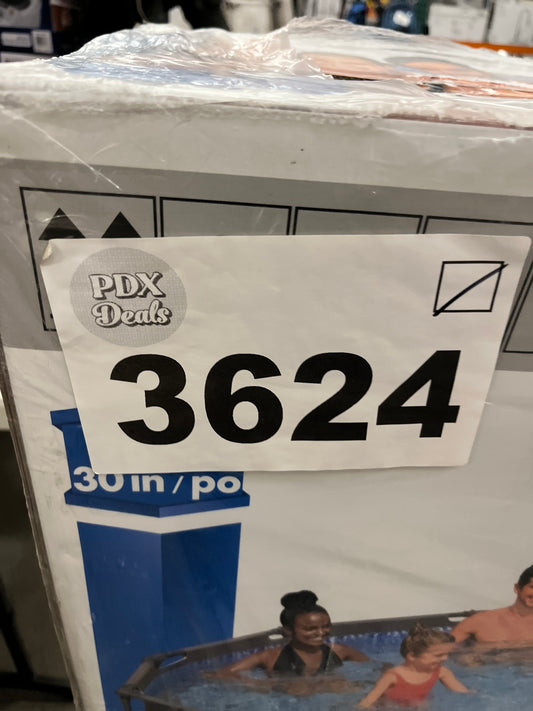 PDX
Deals
3624
30 in / po